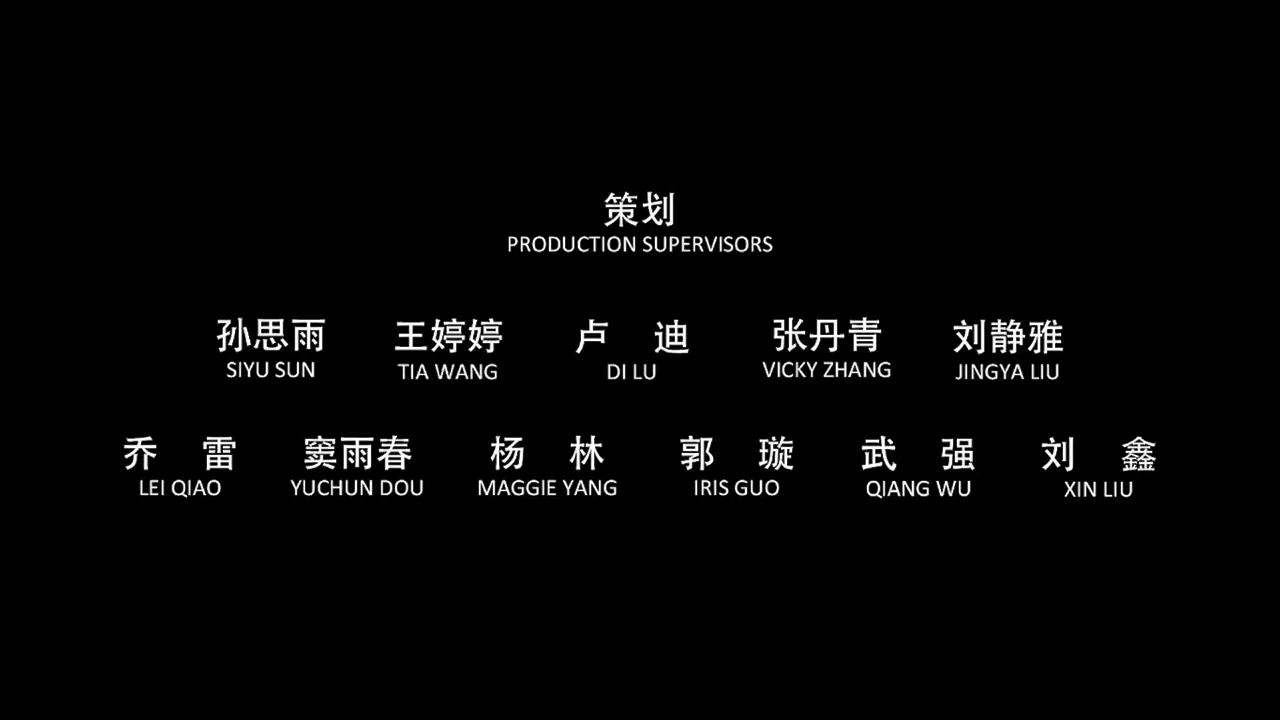 策划
PRODUCTION SUPERVISORS
孙思雨 王婷婷 卢 迪 张丹青 刘静雅
SIYU SUN TIA WANG DI LU VICKY ZHANG JINGYA LIU
乔 雷 窦雨春 杨 林 郭 璇 武 强 刘 鑫
LEI QIAO YUCHUN DOU MAGGIE YANG IRIS GUO QIANG WU XIN LIU